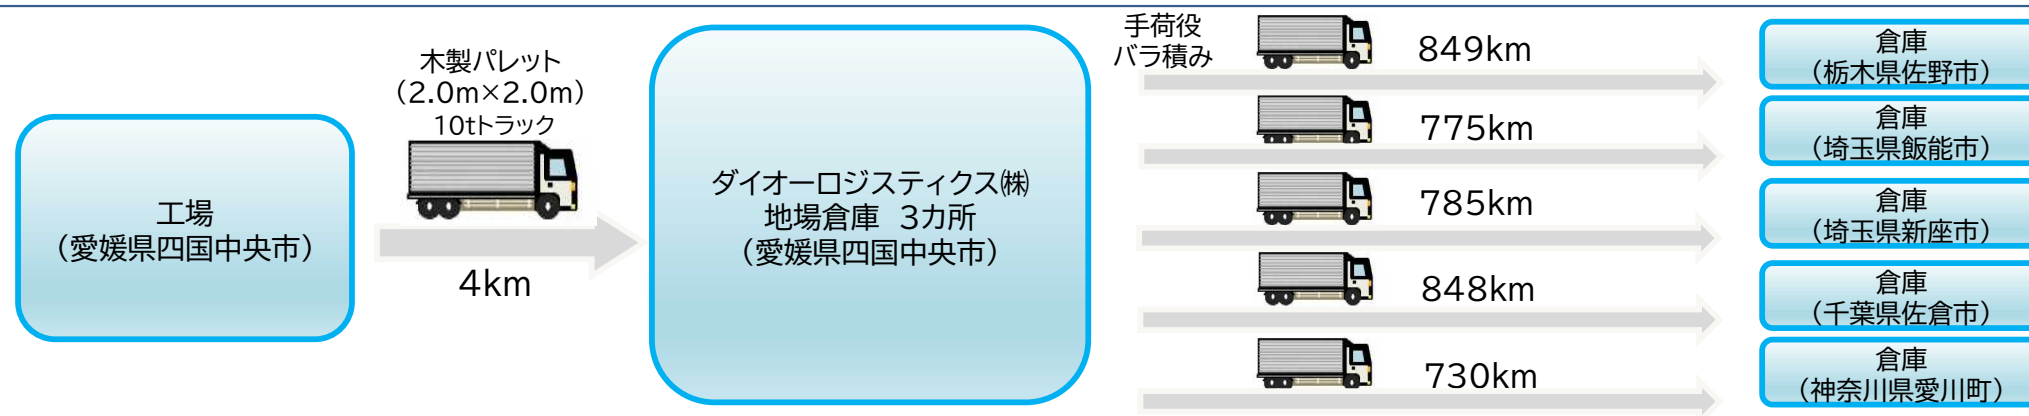 木製パレット
（2.0m×2.0m）
10tトラック
工場
（愛媛県四国中央市）
4km
ダイオーロジスティクス㈱
地場倉庫　3カ所
（愛媛県四国中央市）
手荷役
バラ積み
849km
倉庫
（栃木県佐野市）
775km
倉庫
（埼玉県飯能市）
785km
倉庫
（埼玉県新座市）
848km
倉庫
（千葉県佐倉市）
730km
倉庫
（神奈川県愛川町）